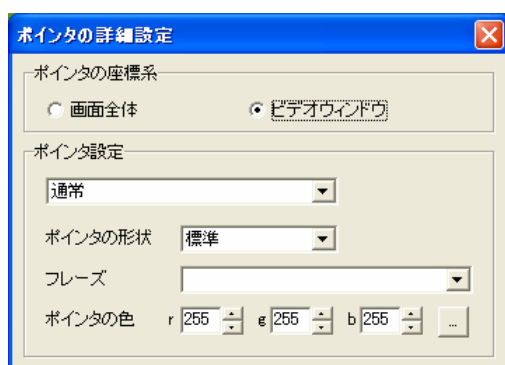 ポインタの詳細設定
ポインタの座標系
画面全体 ビデオウィンドウ
ポインタ設定
通常
ポインタの形状 標準
フレーズ
ポインタの色 r 255 g 255 b 255 ...